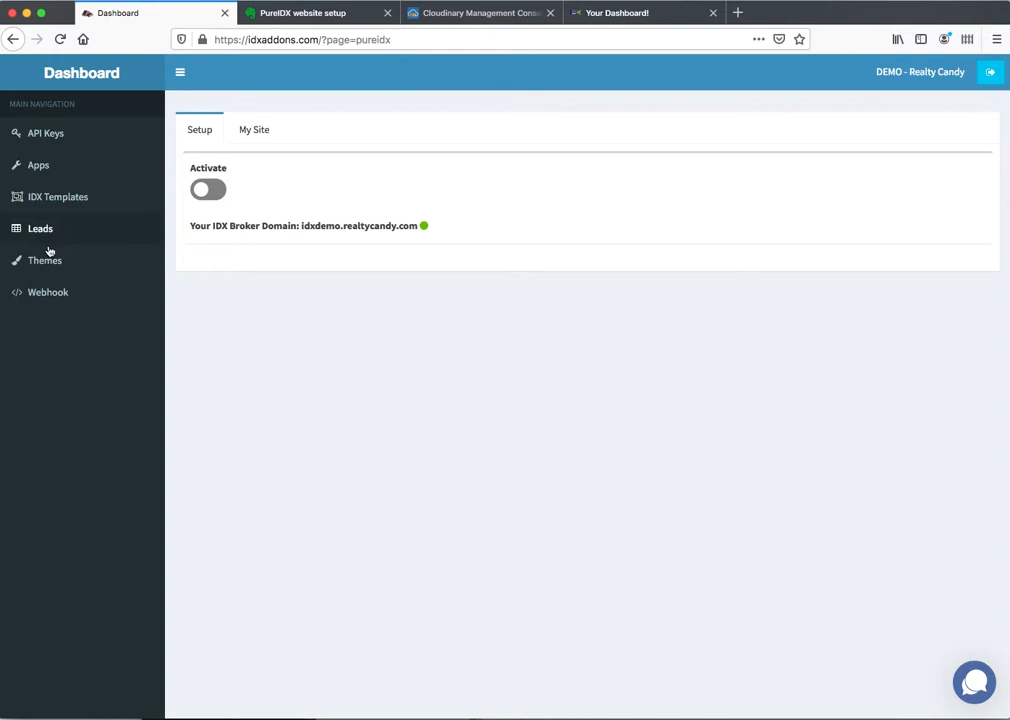 Dashboard
PureIDX website setup
Cloudinary Management Conso
Your Dashboard!
https://idxaddons.com/?page=pureidx
Dashboard
DEMO - Realty Candy
MAIN NAVIGATION
API Keys
Apps
IDX Templates
Leads
Themes
Webhook
Setup
My Site
Activate
Your IDX Broker Domain: idxdemo.realtycandy.com